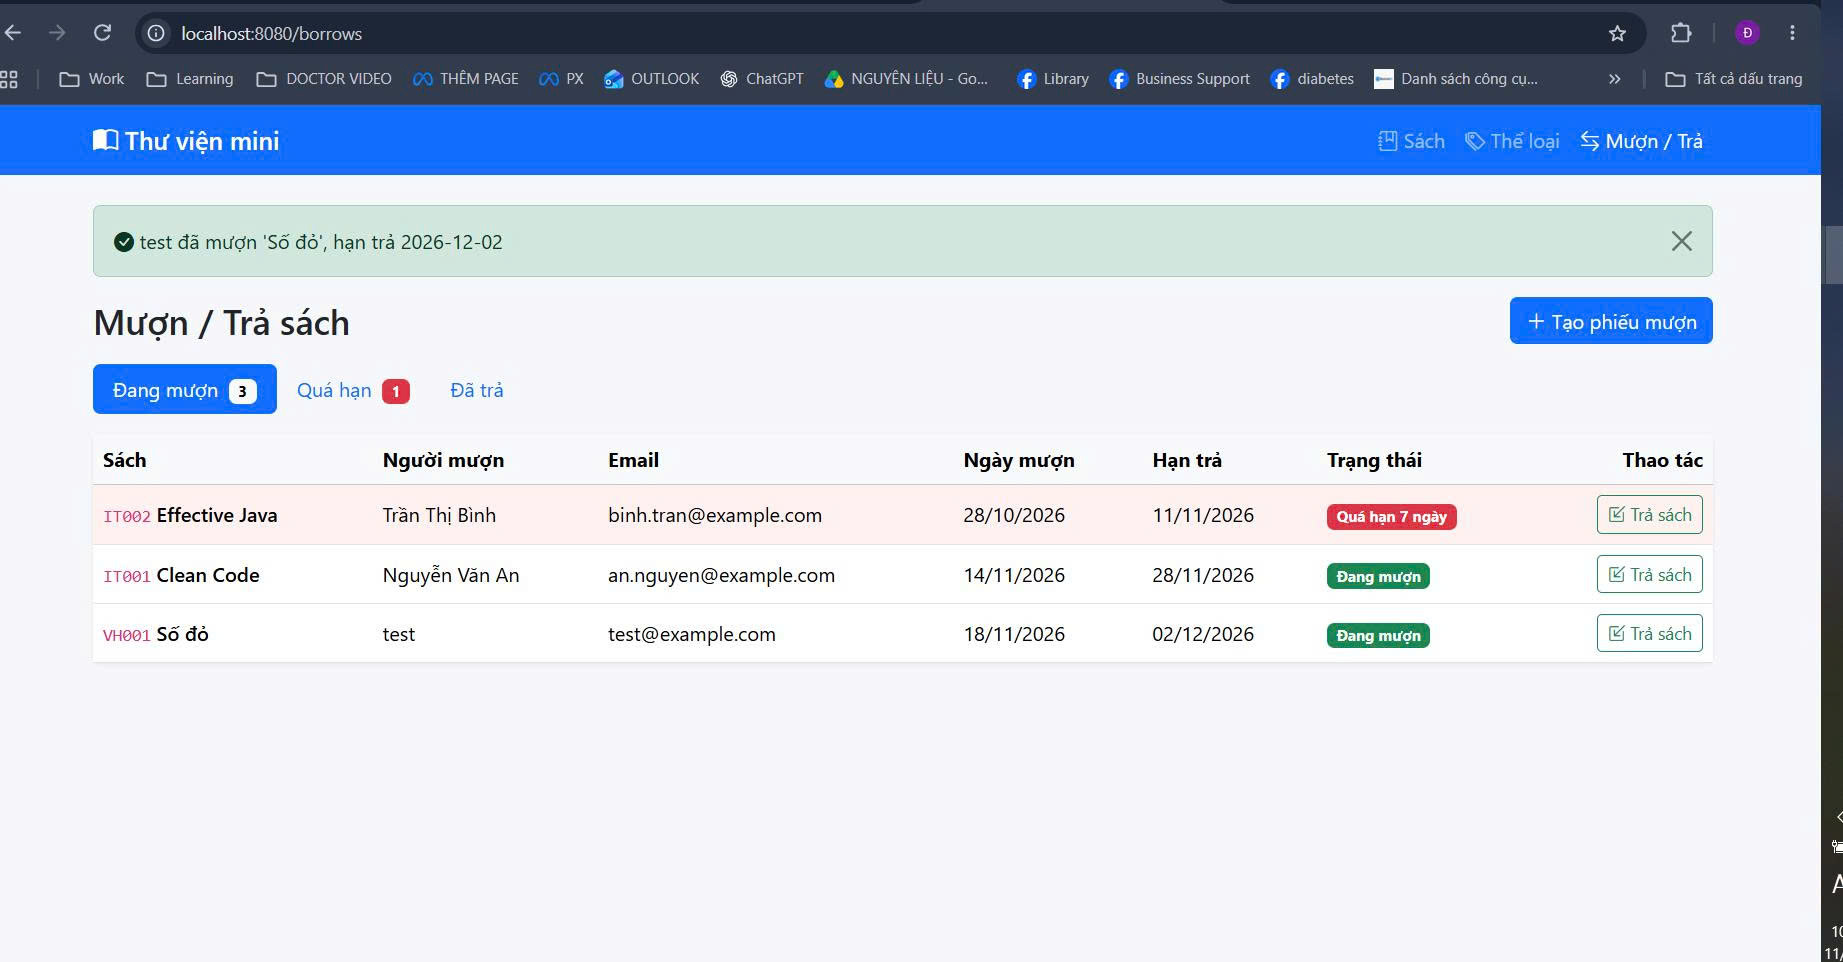 localhost:8080/borrows
Đ
Work Learning DOCTOR VIDEO THÊM PAGE PX OUTLOOK ChatGPT NGUYÊN LIỆU - Go... Library Business Support diabetes Danh sách công cụ... » Tất cả dấu trang
Thư viện mini Sách Thể loại Mượn / Trả
test đã mượn 'Số đỏ', hạn trả 2026-12-02
Mượn / Trả sách + Tạo phiếu mượn
Đang mượn 3 Quá hạn 1 Đã trả
Sách Người mượn Email Ngày mượn Hạn trả Trạng thái Thao tác
IT002 Effective Java Trần Thị Bình binh.tran@example.com 28/10/2026 11/11/2026 Quá hạn 7 ngày Trả sách
IT001 Clean Code Nguyễn Văn An an.nguyen@example.com 14/11/2026 28/11/2026 Đang mượn Trả sách
VH001 Số đỏ test test@example.com 18/11/2026 02/12/2026 Đang mượn Trả sách